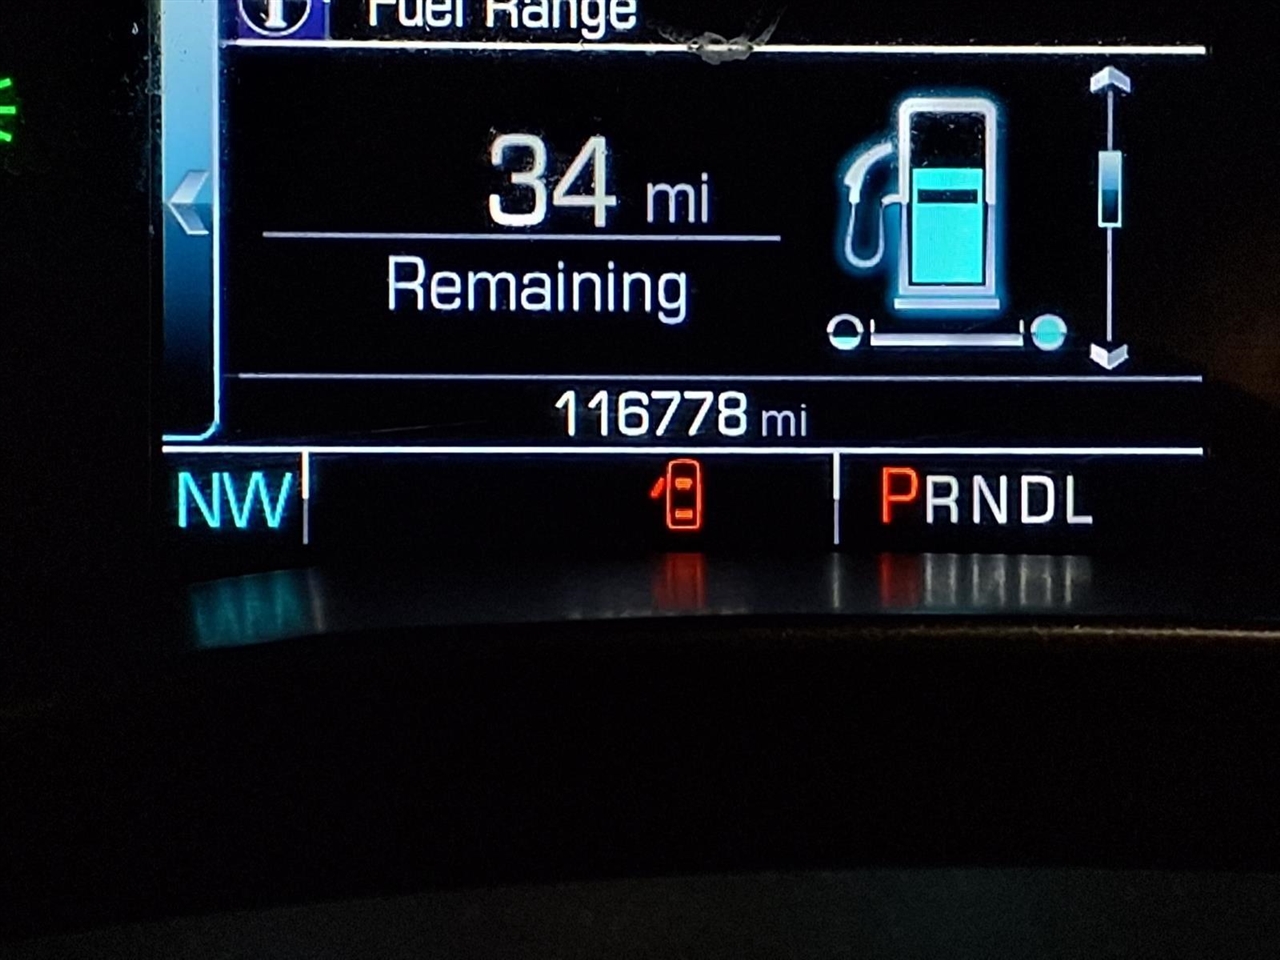 Fuel Range
34 mi
Remaining
116778 mi
NW
PRNDL